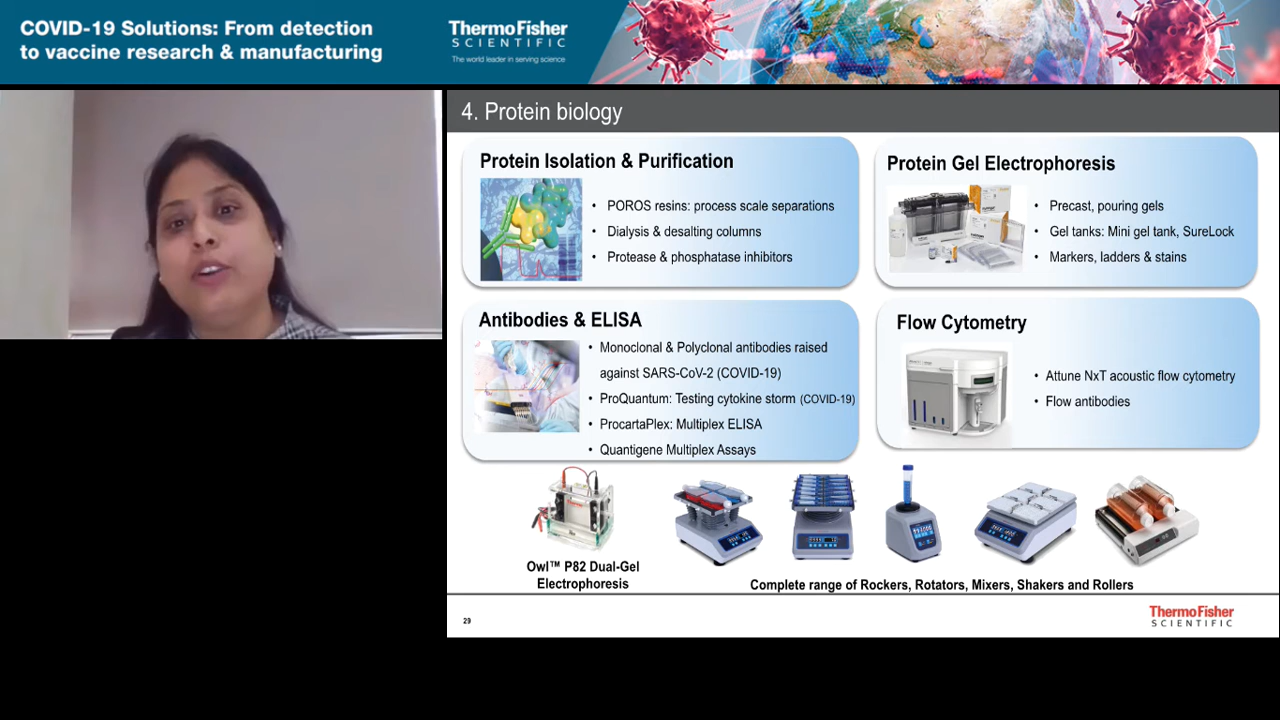 COVID-19 Solutions: From detection
to vaccine research & manufacturing
ThermoFisher
SCIENTIFIC
The world leader in serving science
4. Protein biology
Protein Isolation & Purification
• POROS resins: process scale separations
• Dialysis & desalting columns
• Protease & phosphatase inhibitors
Protein Gel Electrophoresis
• Precast, pouring gels
• Gel tanks: Mini gel tank, SureLock
• Markers, ladders & stains
Antibodies & ELISA
• Monoclonal & Polyclonal antibodies raised
against SARS-CoV-2 (COVID-19)
• ProQuantum: Testing cytokine storm (COVID-19)
• ProcartaPlex: Multiplex ELISA
• Quantigene Multiplex Assays
Flow Cytometry
• Attune NxT acoustic flow cytometry
• Flow antibodies
Owl™ P82 Dual-Gel
Electrophoresis
Complete range of Rockers, Rotators, Mixers, Shakers and Rollers
29
ThermoFisher
SCIENTIFIC